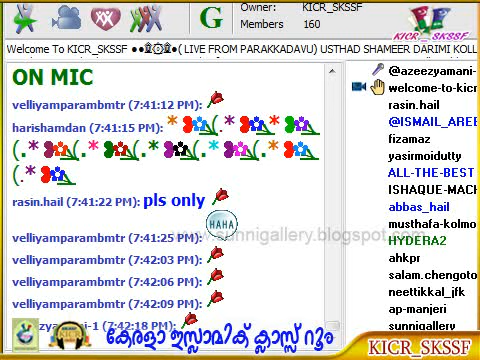 Owner: KICR_SKSSF
Members 160
KICR_SKSSF
Welcome To KICR_SKSSF ●●۩۞۩●( LIVE FROM PARAKKADAVU) USTHAD SHAMEER DARIMI KOLL
ON MIC
velliyamparambmtr (7:41:12 PM):
harishamdan (7:41:15 PM): * *
(.* (.* (.* (.* (.*
(.*
rasin.hail (7:41:22 PM): pls only
HAHA
velliyamparambmtr (7:41:25 PM):
velliyamparambmtr (7:42:03 PM):
velliyamparambmtr (7:42:06 PM):
velliyamparambmtr (7:42:09 PM):
-1 (7:42:18 PM):
@azeezyamani-
welcome-to-kicr
rasin.hail
@ISMAIL_AREE
fizamaz
yasirmoidutty
ALL-THE-BEST
ISHAQUE-MACH
abbas_hail
musthafa-kolmo
HYDERA2
ahkpr
salam.chengoto
neettikkal_jfk
ap-manjeri
sunnigallery
www.sunnigallery.blogspot.com
KICR
കേരളാ ഇസ്ലാമിക് ക്ലാസ്സ് റൂം
KICR_SKSSF